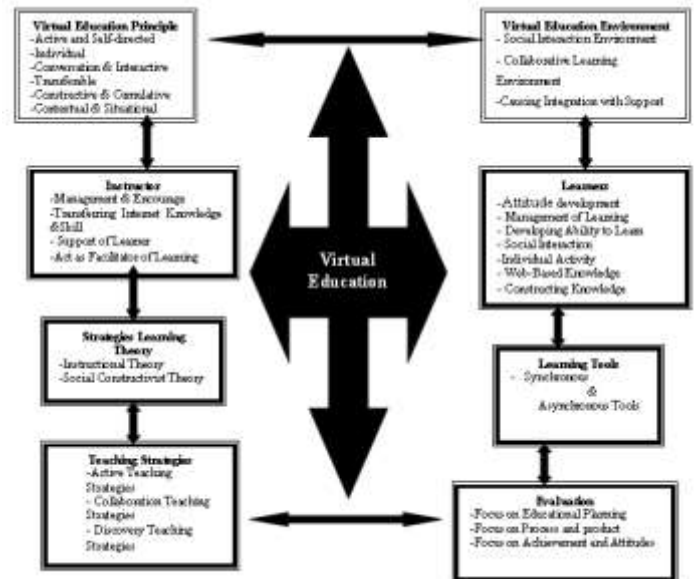 Virtual Education Principle
-Active and Self-directed
-Individual
-Conversation & Interactive
-Transferable
-Constructive & Cumulative
-Contextual & Situational
Virtual Education Environment
- Social Interaction Environment
- Collaborative Learning
Environment
-Causing Integration with Support
Instructor
-Management & Encourage
-Transferring Internet Knowledge
&Skill
- Support of Learner
-Act as Facilitator of Learning
Virtual
Education
Learners
-Attitude development
- Management of Learning
- Developing Ability to Learn
- Social Interaction
-Individual Activity
- Web-Based Knowledge
- Constructing Knowledge
Strategies Learning
Theory
-Instructional Theory
-Social Constructivist Theory
Learning Tools
- Synchronous
&
Asynchronous Tools
Teaching Strategies
-Active Teaching
Strategies
- Collaboration Teaching
Strategies
- Discovery Teaching
Strategies
Evaluation
-Focus on Educational Planning
-Focus on Process and product
-Focus on Achievement and Attitudes